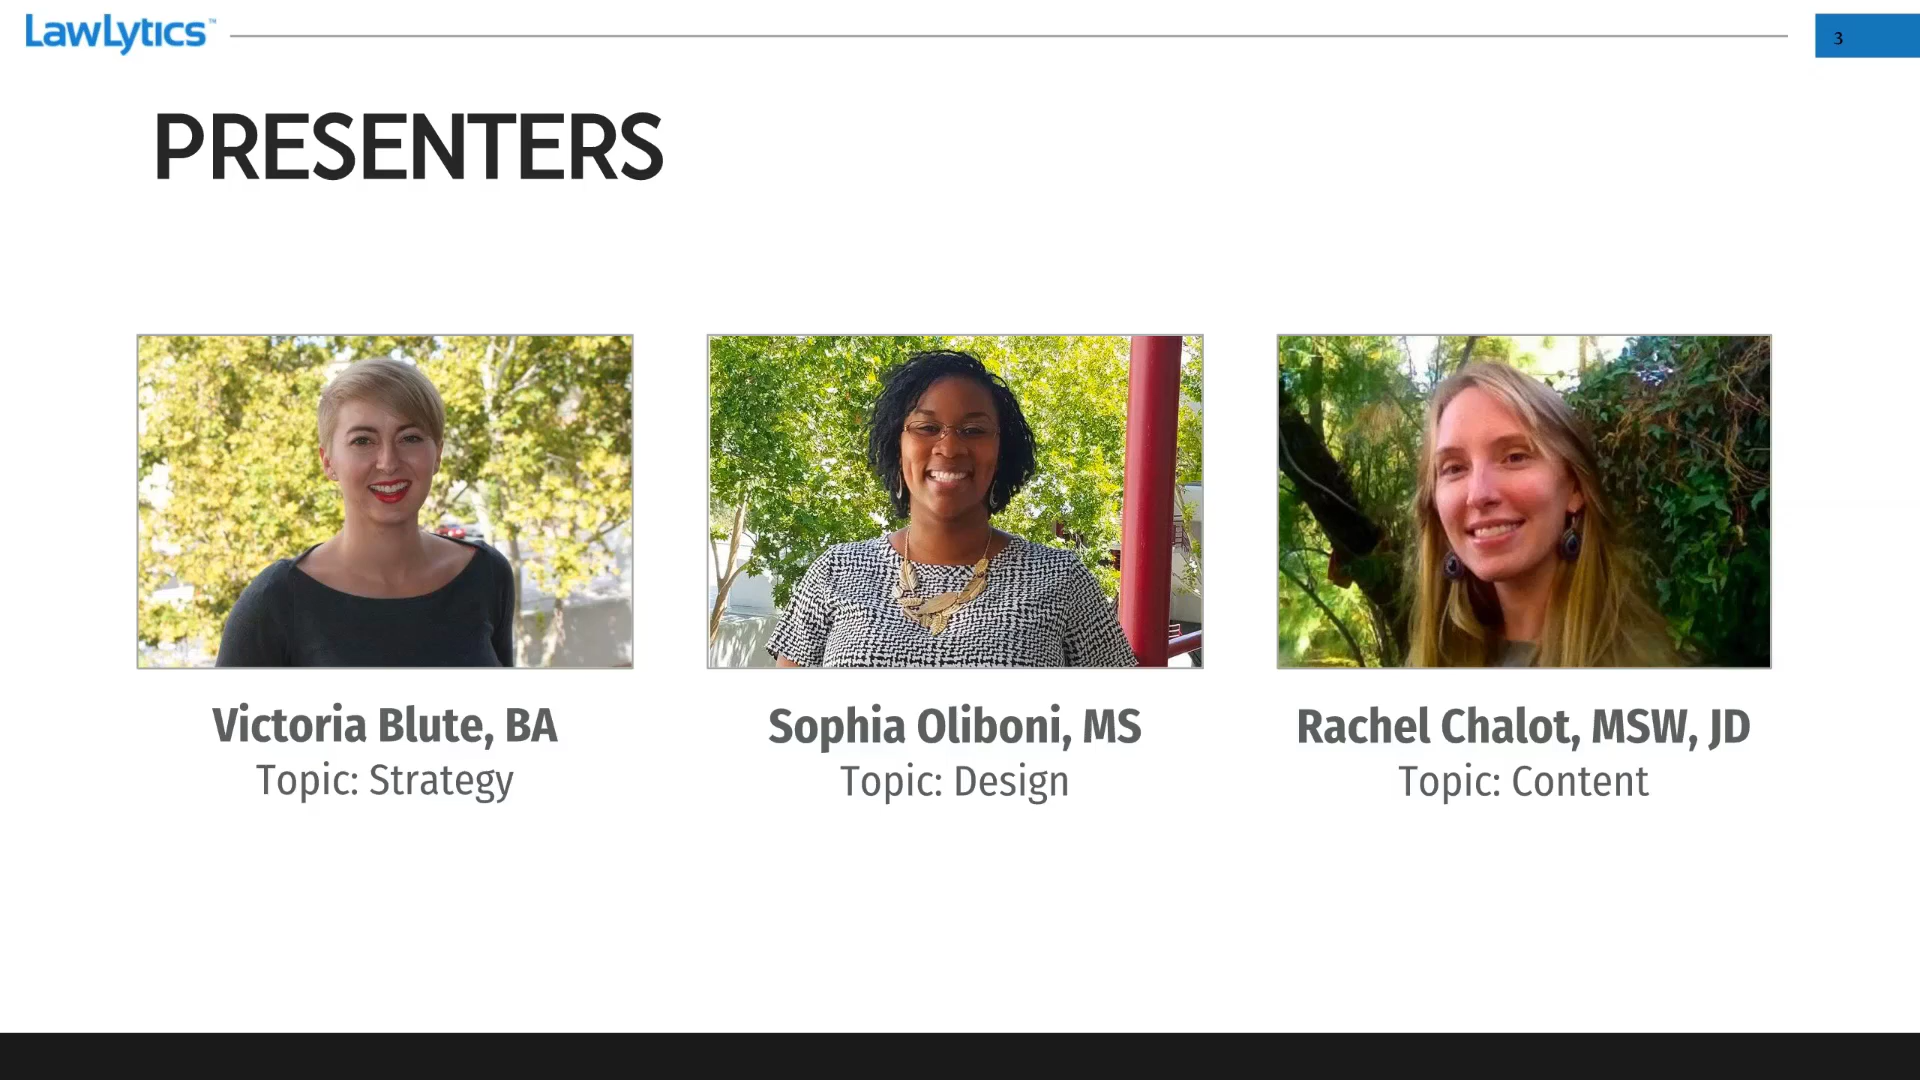 LawLytics™
3
PRESENTERS
Victoria Blute, BA
Topic: Strategy
Sophia Oliboni, MS
Topic: Design
Rachel Chalot, MSW, JD
Topic: Content